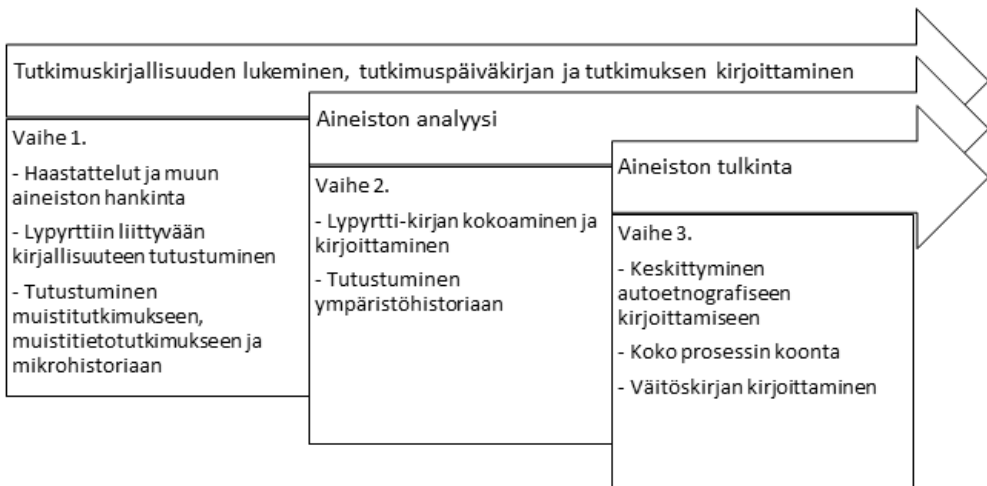 Tutkimuskirjallisuuden lukeminen, tutkimuspäiväkirjan ja tutkimuksen kirjoittaminen
Vaihe 1.
- Haastattelut ja muun
aineiston hankinta
- Lypyrttiin liittyvään
kirjallisuuteen tutustuminen
- Tutustuminen
muistitutkimukseen,
muistitietotutkimukseen ja
mikrohistoriaan
Aineiston analyysi
Vaihe 2.
- Lypyrtti-kirjan kokoaminen ja
kirjoittaminen
- Tutustuminen
ympäristöhistoriaan
Aineiston tulkinta
Vaihe 3.
- Keskittyminen
autoetnografiseen
kirjoittamiseen
- Koko prosessin koonta
- Väitöskirjan kirjoittaminen